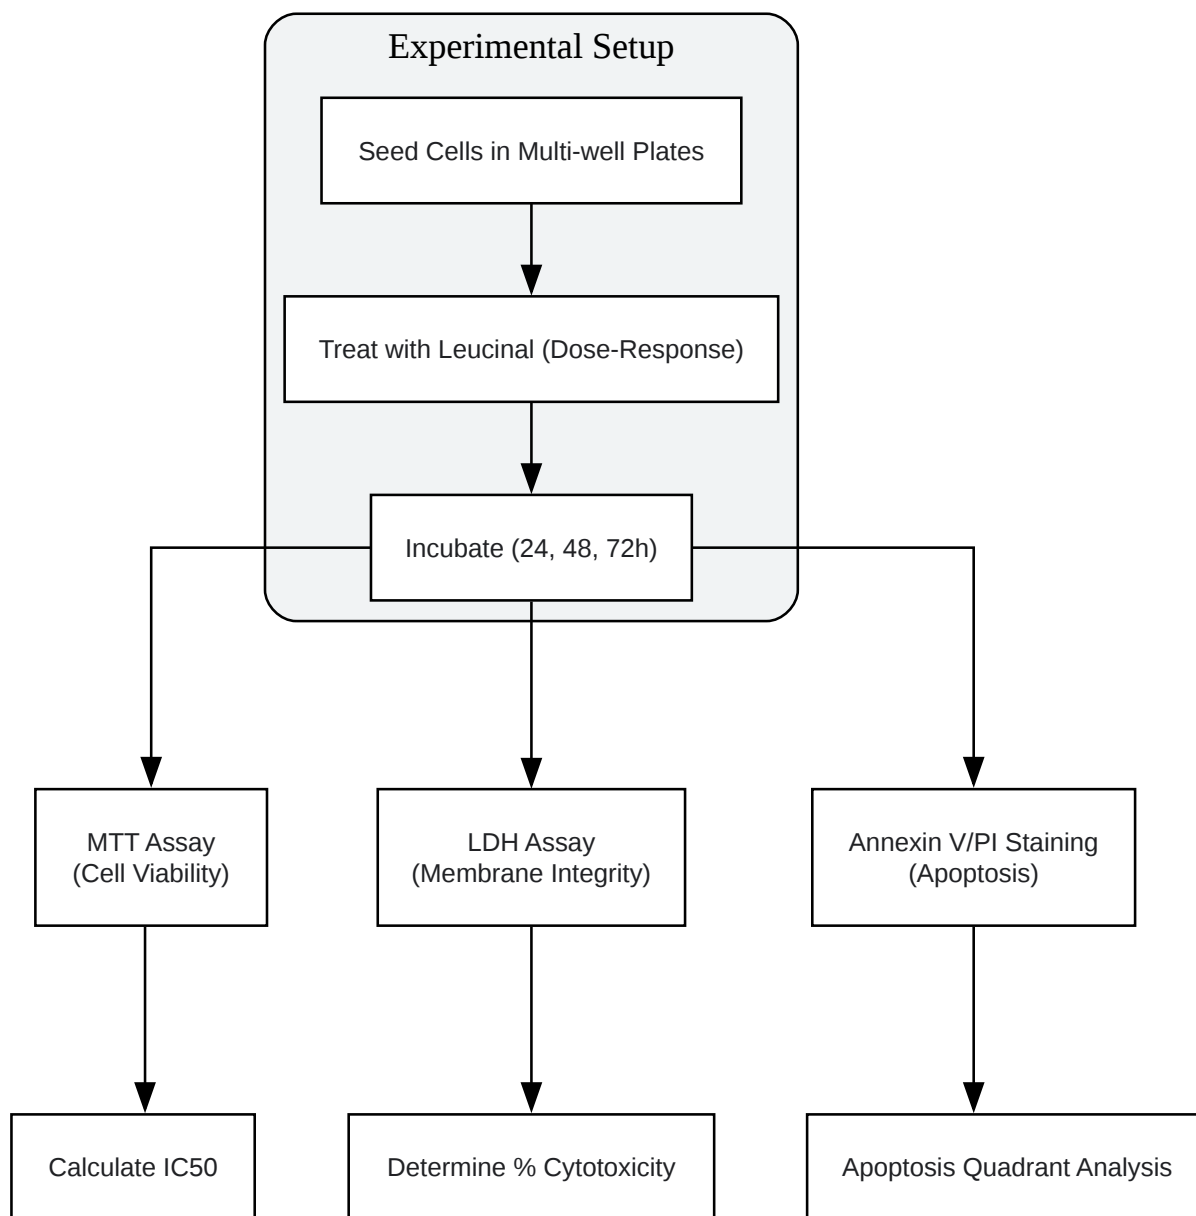 Experimental Setup
Seed Cells in Multi-well Plates
Treat with Leucinal (Dose-Response)
Incubate (24, 48, 72h)
MTT Assay
(Cell Viability)
LDH Assay
(Membrane Integrity)
Annexin V/PI Staining
(Apoptosis)
Calculate IC50
Determine % Cytotoxicity
Apoptosis Quadrant Analysis